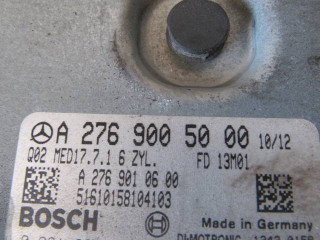 A 276 900 50 00 10/12
Q02 MED17.7.1 6 ZYL. FD 13M01
A 276 901 06 00
51610158104103
BOSCH Made in Germany